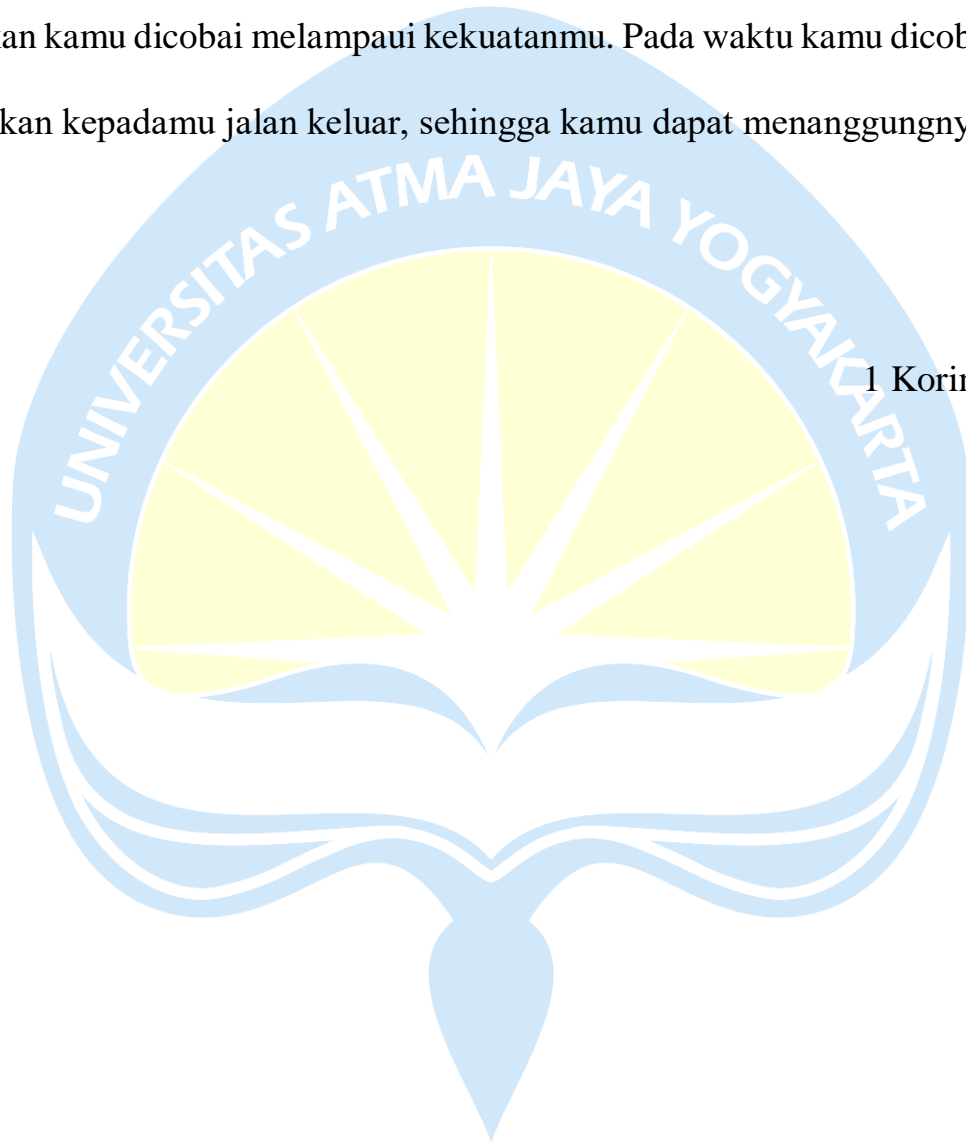 kan kamu dicobai melampaui kekuatanmu. Pada waktu kamu dicob
kan kepadamu jalan keluar, sehingga kamu dapat menanggungny
UNIVERSITAS ATMA JAYA YOGYAKARTA
1 Korin